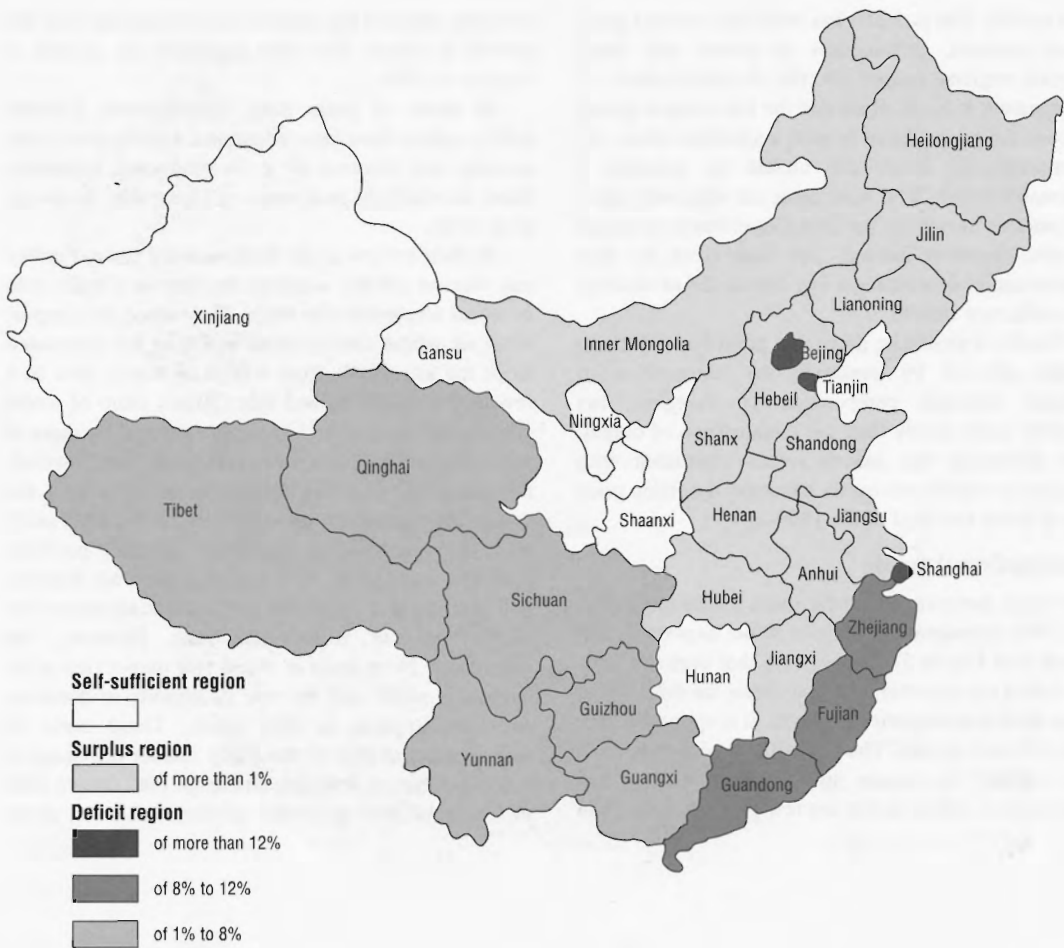 Heilongjiang
Jilin
Lianoning
Xinjiang
Gansu
Inner Mongolia
Bejing
Tianjin
Hebeil
Ningxia
Shanx
Shandong
Qinghai
Tibet
Shaanxi
Henan
Jiangsu
Anhui
Shanghai
Sichuan
Hubei
Zhejiang
Hunan
Jiangxi
Guizhou
Fujian
Yunnan
Guangxi
Guandong
Self-sufficient region
Surplus region
of more than 1%
Deficit region
of more than 12%
of 8% to 12%
of 1% to 8%